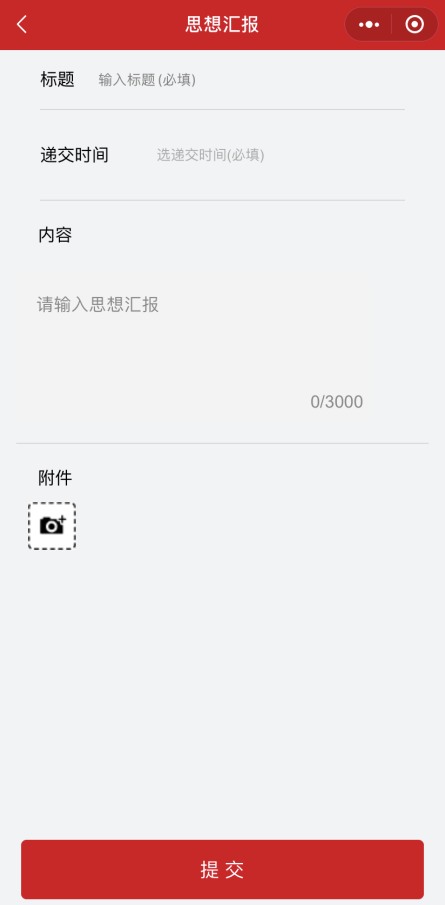 思想汇报
标题 输入标题(必填)
递交时间 选递交时间(必填)
内容
请输入思想汇报
0/3000
附件
提交